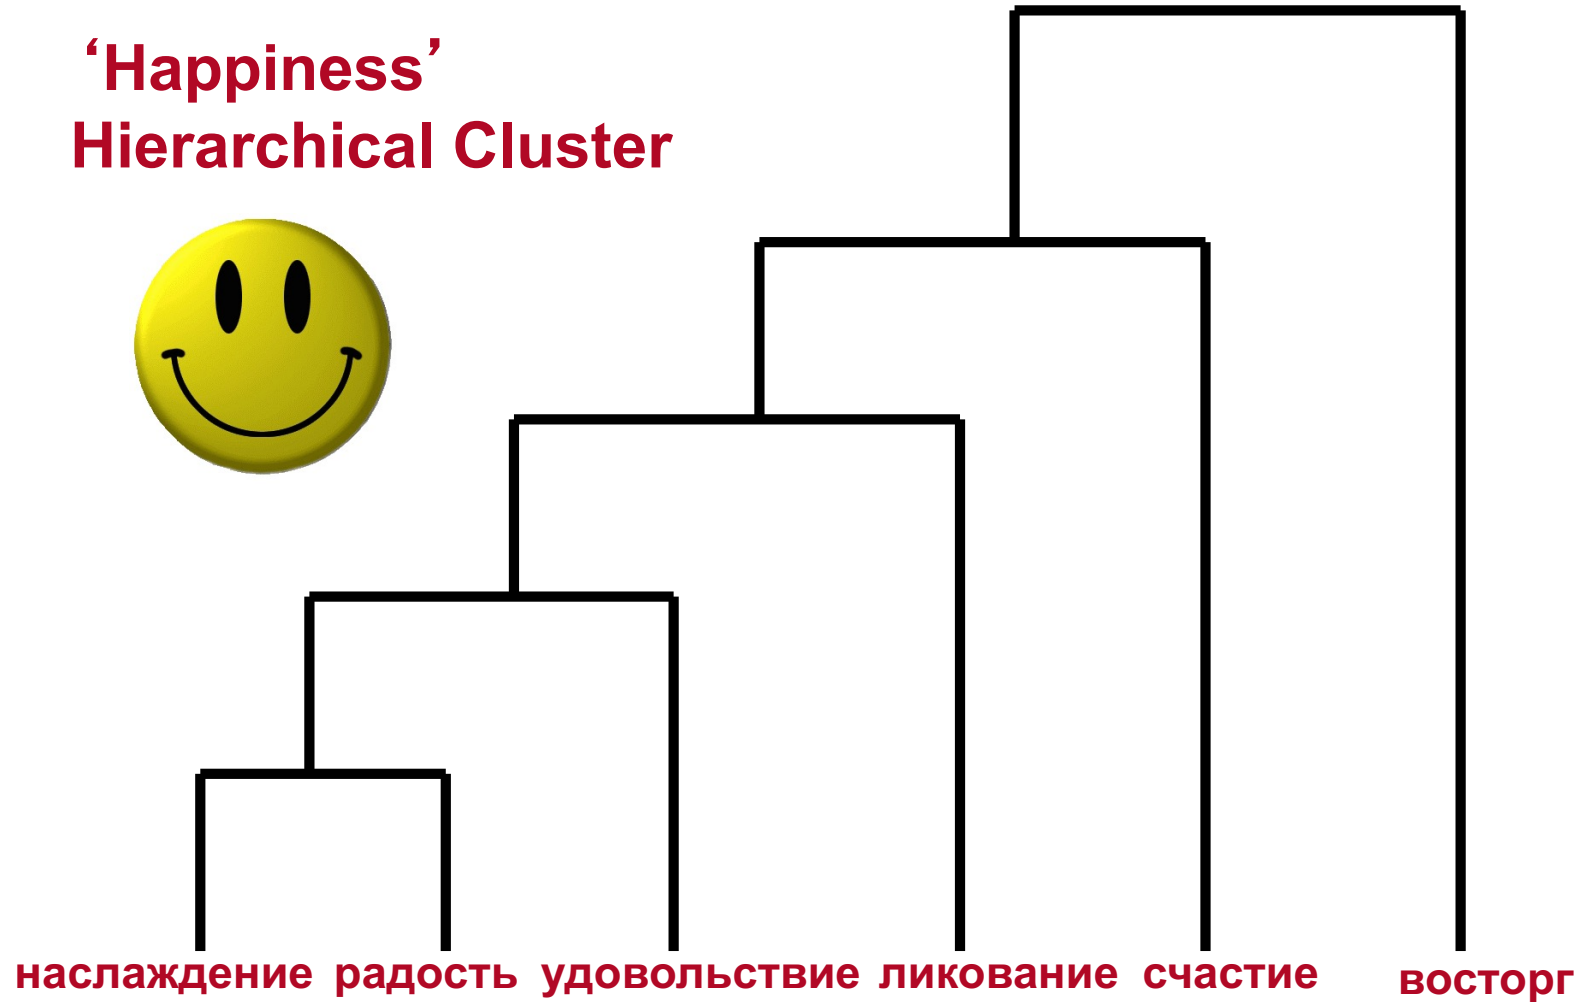 ‘Happiness’
Hierarchical Cluster
наслаждение радость удовольствие ликование счастие восторг